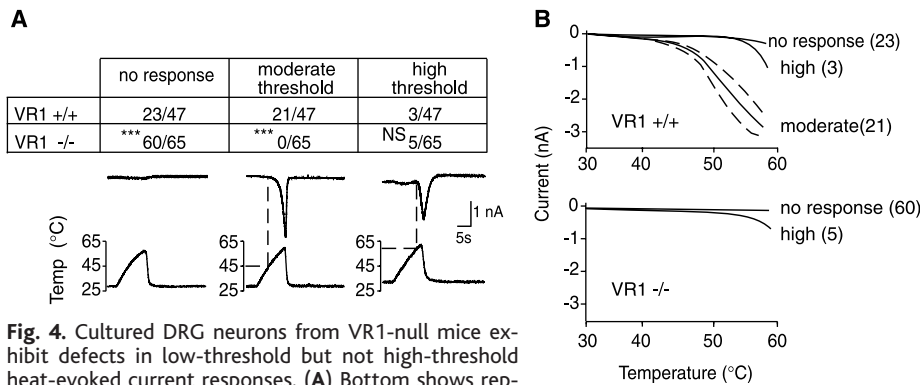 A
no response moderate threshold high threshold
VR1 +/+ 23/47 21/47 3/47
VR1 -/- *** 60/65 *** 0/65 NS 5/65
1 nA
5s
Temp (°C)
65 65 65
45 45 45
25 25 25
Fig. 4. Cultured DRG neurons from VR1-null mice ex-
hibit defects in low-threshold but not high-threshold
heat-evoked current responses. (A) Bottom shows rep-
B
0
-1
-2
-3
no response (23)
high (3)
moderate(21)
VR1 +/+
30 40 50 60
Current (nA)
0
-1
-2
-3
no response (60)
high (5)
VR1 -/-
30 40 50 60
Temperature (°C)